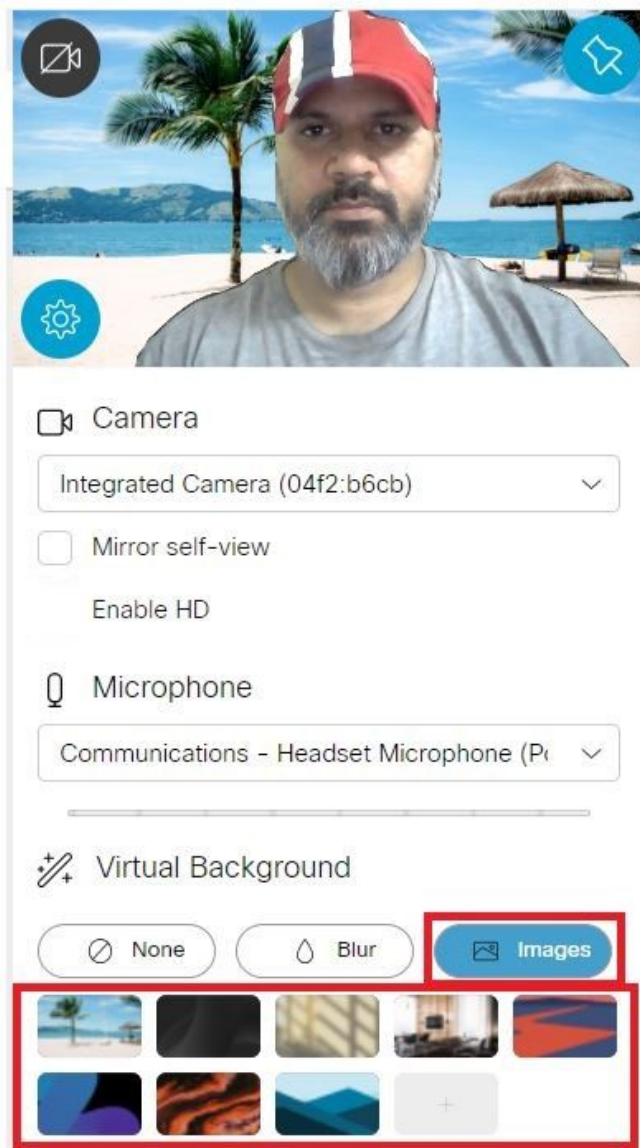 Camera
Integrated Camera (04f2:b6cb)
Mirror self-view
Enable HD
Microphone
Communications - Headset Microphone (Po
Virtual Background
None Blur Images